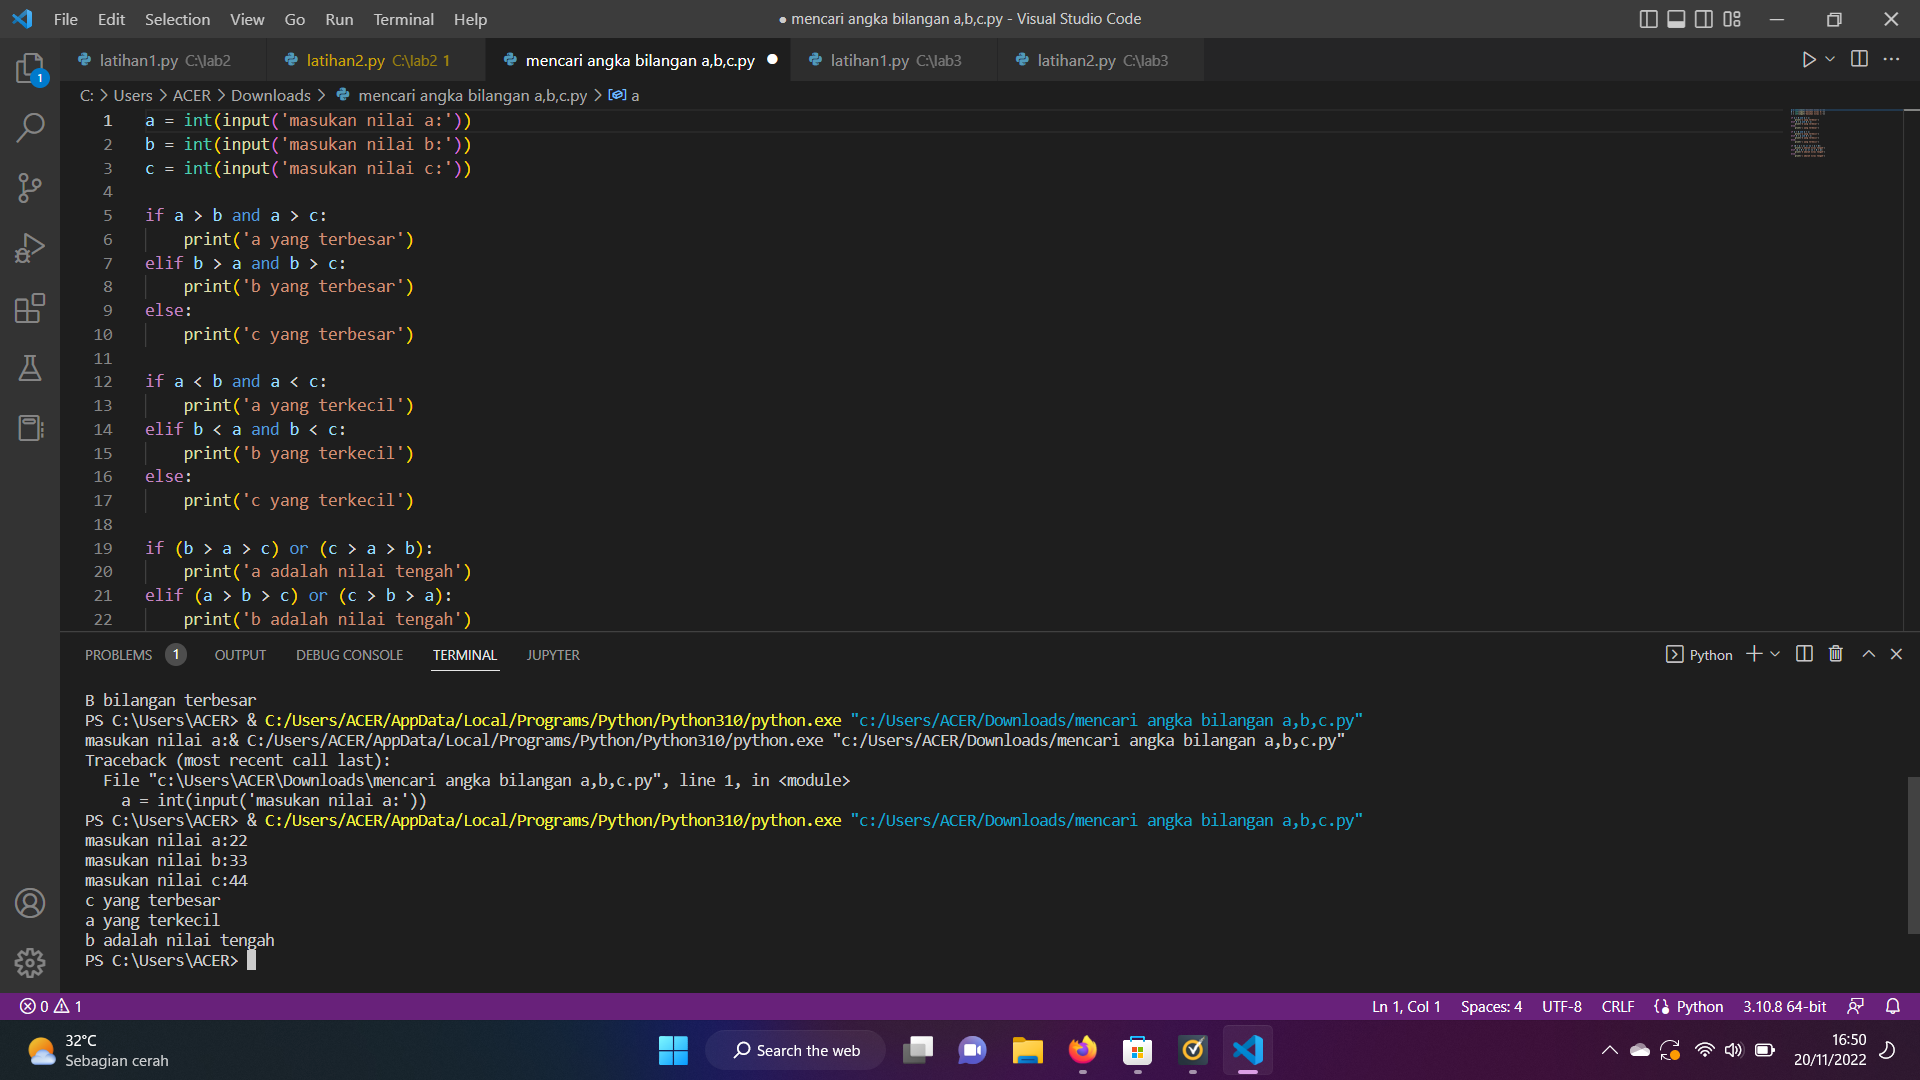 File Edit Selection View Go Run Terminal Help
● mencari angka bilangan a,b,c.py - Visual Studio Code
latihan1.py C:\lab2
latihan2.py C:\lab2 1
mencari angka bilangan a,b,c.py ●
latihan1.py C:\lab3
latihan2.py C:\lab3
C: > Users > ACER > Downloads > mencari angka bilangan a,b,c.py > a
1 a = int(input('masukan nilai a:'))
2 b = int(input('masukan nilai b:'))
3 c = int(input('masukan nilai c:'))
4
5 if a > b and a > c:
6     print('a yang terbesar')
7 elif b > a and b > c:
8     print('b yang terbesar')
9 else:
10     print('c yang terbesar')
11
12 if a < b and a < c:
13     print('a yang terkecil')
14 elif b < a and b < c:
15     print('b yang terkecil')
16 else:
17     print('c yang terkecil')
18
19 if (b > a > c) or (c > a > b):
20     print('a adalah nilai tengah')
21 elif (a > b > c) or (c > b > a):
22     print('b adalah nilai tengah')
1
PROBLEMS 1 OUTPUT DEBUG CONSOLE TERMINAL JUPYTER
Python
B bilangan terbesar
PS C:\Users\ACER> & C:/Users/ACER/AppData/Local/Programs/Python/Python310/python.exe "c:/Users/ACER/Downloads/mencari angka bilangan a,b,c.py"
masukan nilai a:& C:/Users/ACER/AppData/Local/Programs/Python/Python310/python.exe "c:/Users/ACER/Downloads/mencari angka bilangan a,b,c.py"
Traceback (most recent call last):
  File "c:\Users\ACER\Downloads\mencari angka bilangan a,b,c.py", line 1, in <module>
    a = int(input('masukan nilai a:'))
PS C:\Users\ACER> & C:/Users/ACER/AppData/Local/Programs/Python/Python310/python.exe "c:/Users/ACER/Downloads/mencari angka bilangan a,b,c.py"
masukan nilai a:22
masukan nilai b:33
masukan nilai c:44
c yang terbesar
a yang terkecil
b adalah nilai tengah
PS C:\Users\ACER>
0 1
Ln 1, Col 1 Spaces: 4 UTF-8 CRLF Python 3.10.8 64-bit
32°C
Sebagian cerah
Search the web
16:50
20/11/2022